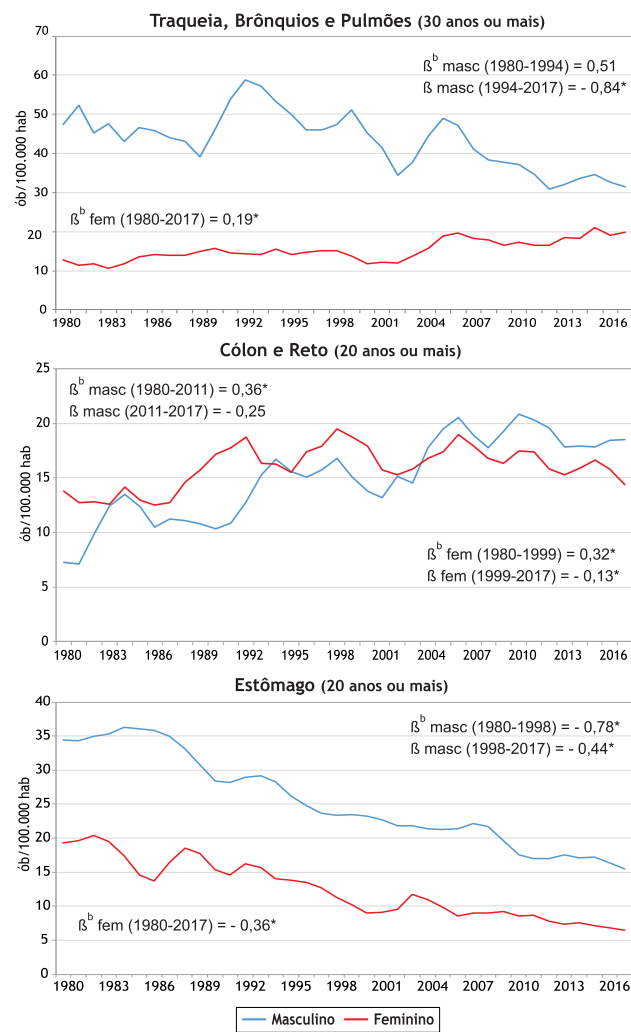 Traqueia, Brônquios e Pulmões (30 anos ou mais)
70
60
50
40
30
20
10
0
ób/100.000 hab
ßb masc (1980-1994) = 0,51
ß masc (1994-2017) = - 0,84*
ßb fem (1980-2017) = 0,19*
1980 1983 1986 1989 1992 1995 1998 2001 2004 2007 2010 2013 2016
Cólon e Reto (20 anos ou mais)
25
20
15
10
5
0
ób/100.000 hab
ßb masc (1980-2011) = 0,36*
ß masc (2011-2017) = - 0,25
ßb fem (1980-1999) = 0,32*
ß fem (1999-2017) = - 0,13*
1980 1983 1986 1989 1992 1995 1998 2001 2004 2007 2010 2013 2016
Estômago (20 anos ou mais)
40
35
30
25
20
15
10
5
0
ób/100.000 hab
ßb masc (1980-1998) = - 0,78*
ß masc (1998-2017) = - 0,44*
ßb fem (1980-2017) = - 0,36*
1980 1983 1986 1989 1992 1995 1998 2001 2004 2007 2010 2013 2016
Masculino Feminino